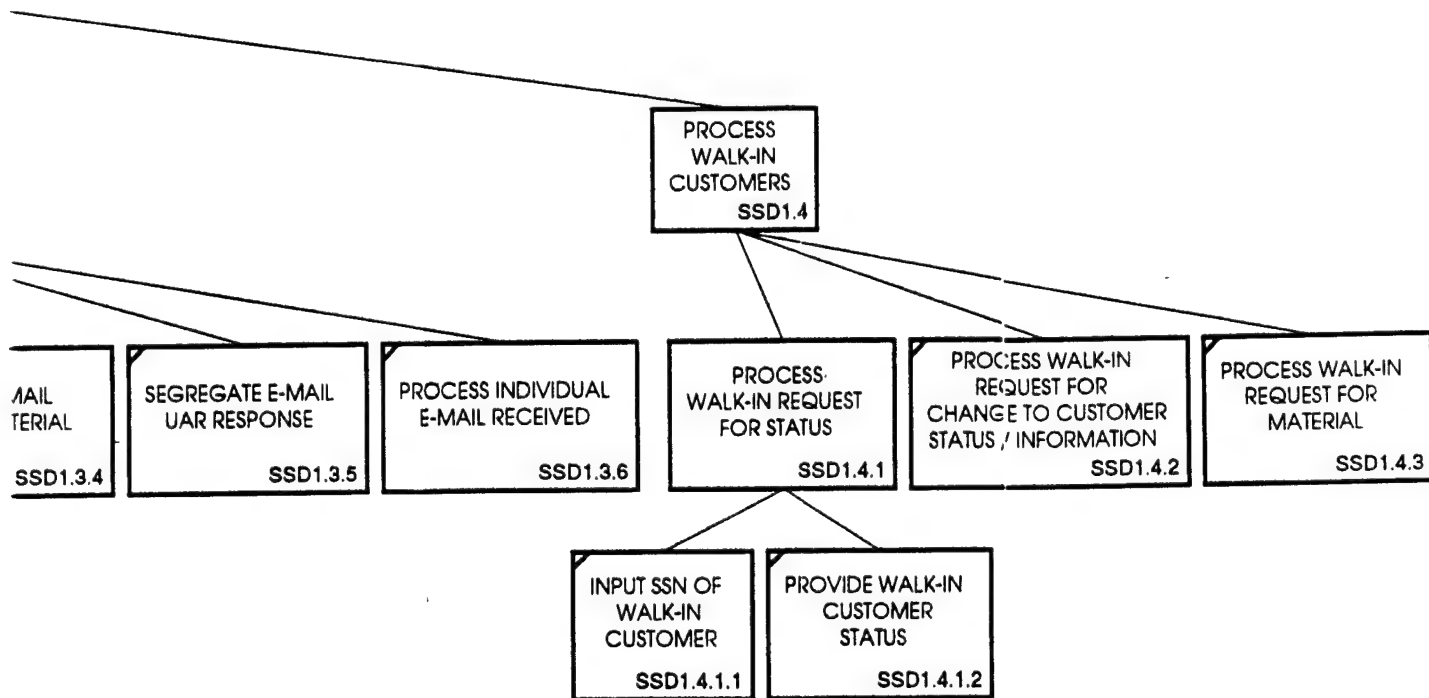 PROCESS
WALK-IN
CUSTOMERS
SSD1.4
SSD1.3.4
SEGREGATE E-MAIL
UAR RESPONSE
SSD1.3.5
PROCESS INDIVIDUAL
E-MAIL RECEIVED
SSD1.3.6
PROCESS
WALK-IN REQUEST
FOR STATUS
SSD1.4.1
PROCESS WALK-IN
REQUEST FOR
CHANGE TO CUSTOMER
STATUS / INFORMATION
SSD1.4.2
PROCESS WALK-IN
REQUEST FOR
MATERIAL
SSD1.4.3
INPUT SSN OF
WALK-IN
CUSTOMER
SSD1.4.1.1
PROVIDE WALK-IN
CUSTOMER
STATUS
SSD1.4.1.2